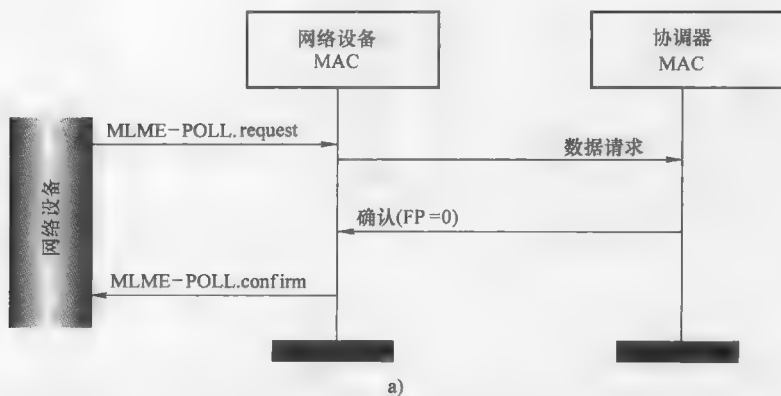 网络设备
MAC
协调器
MAC
MLME-POLL.request
数据请求
网络设备
确认(FP=0)
MLME-POLL.confirm
a)